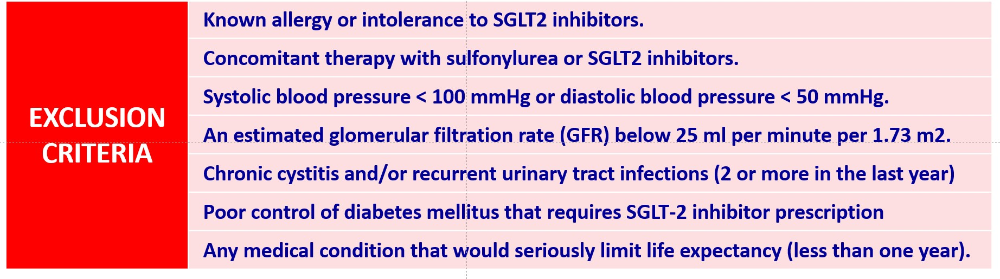 EXCLUSION
CRITERIA
Known allergy or intolerance to SGLT2 inhibitors.
Concomitant therapy with sulfonylurea or SGLT2 inhibitors.
Systolic blood pressure < 100 mmHg or diastolic blood pressure < 50 mmHg.
An estimated glomerular filtration rate (GFR) below 25 ml per minute per 1.73 m2.
Chronic cystitis and/or recurrent urinary tract infections (2 or more in the last year)
Poor control of diabetes mellitus that requires SGLT-2 inhibitor prescription
Any medical condition that would seriously limit life expectancy (less than one year).